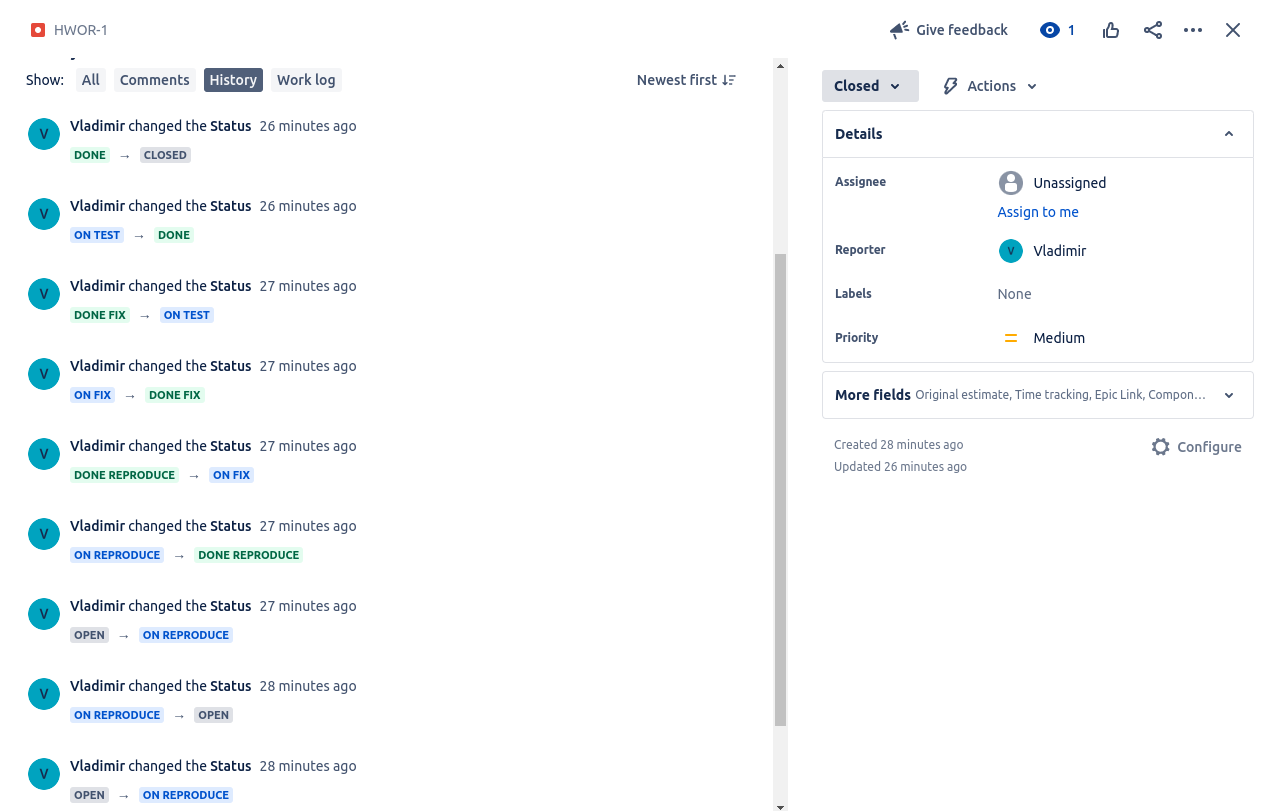 HWOR-1
Give feedback
1
Show: All Comments History Work log Newest first
V Vladimir changed the Status 26 minutes ago
DONE → CLOSED
V Vladimir changed the Status 26 minutes ago
ON TEST → DONE
V Vladimir changed the Status 27 minutes ago
DONE FIX → ON TEST
V Vladimir changed the Status 27 minutes ago
ON FIX → DONE FIX
V Vladimir changed the Status 27 minutes ago
DONE REPRODUCE → ON FIX
V Vladimir changed the Status 27 minutes ago
ON REPRODUCE → DONE REPRODUCE
V Vladimir changed the Status 27 minutes ago
OPEN → ON REPRODUCE
V Vladimir changed the Status 28 minutes ago
ON REPRODUCE → OPEN
V Vladimir changed the Status 28 minutes ago
OPEN → ON REPRODUCE
Closed Actions
Details
Assignee Unassigned
Assign to me
Reporter V Vladimir
Labels None
Priority Medium
More fields Original estimate, Time tracking, Epic Link, Compon...
Created 28 minutes ago
Configure
Updated 26 minutes ago